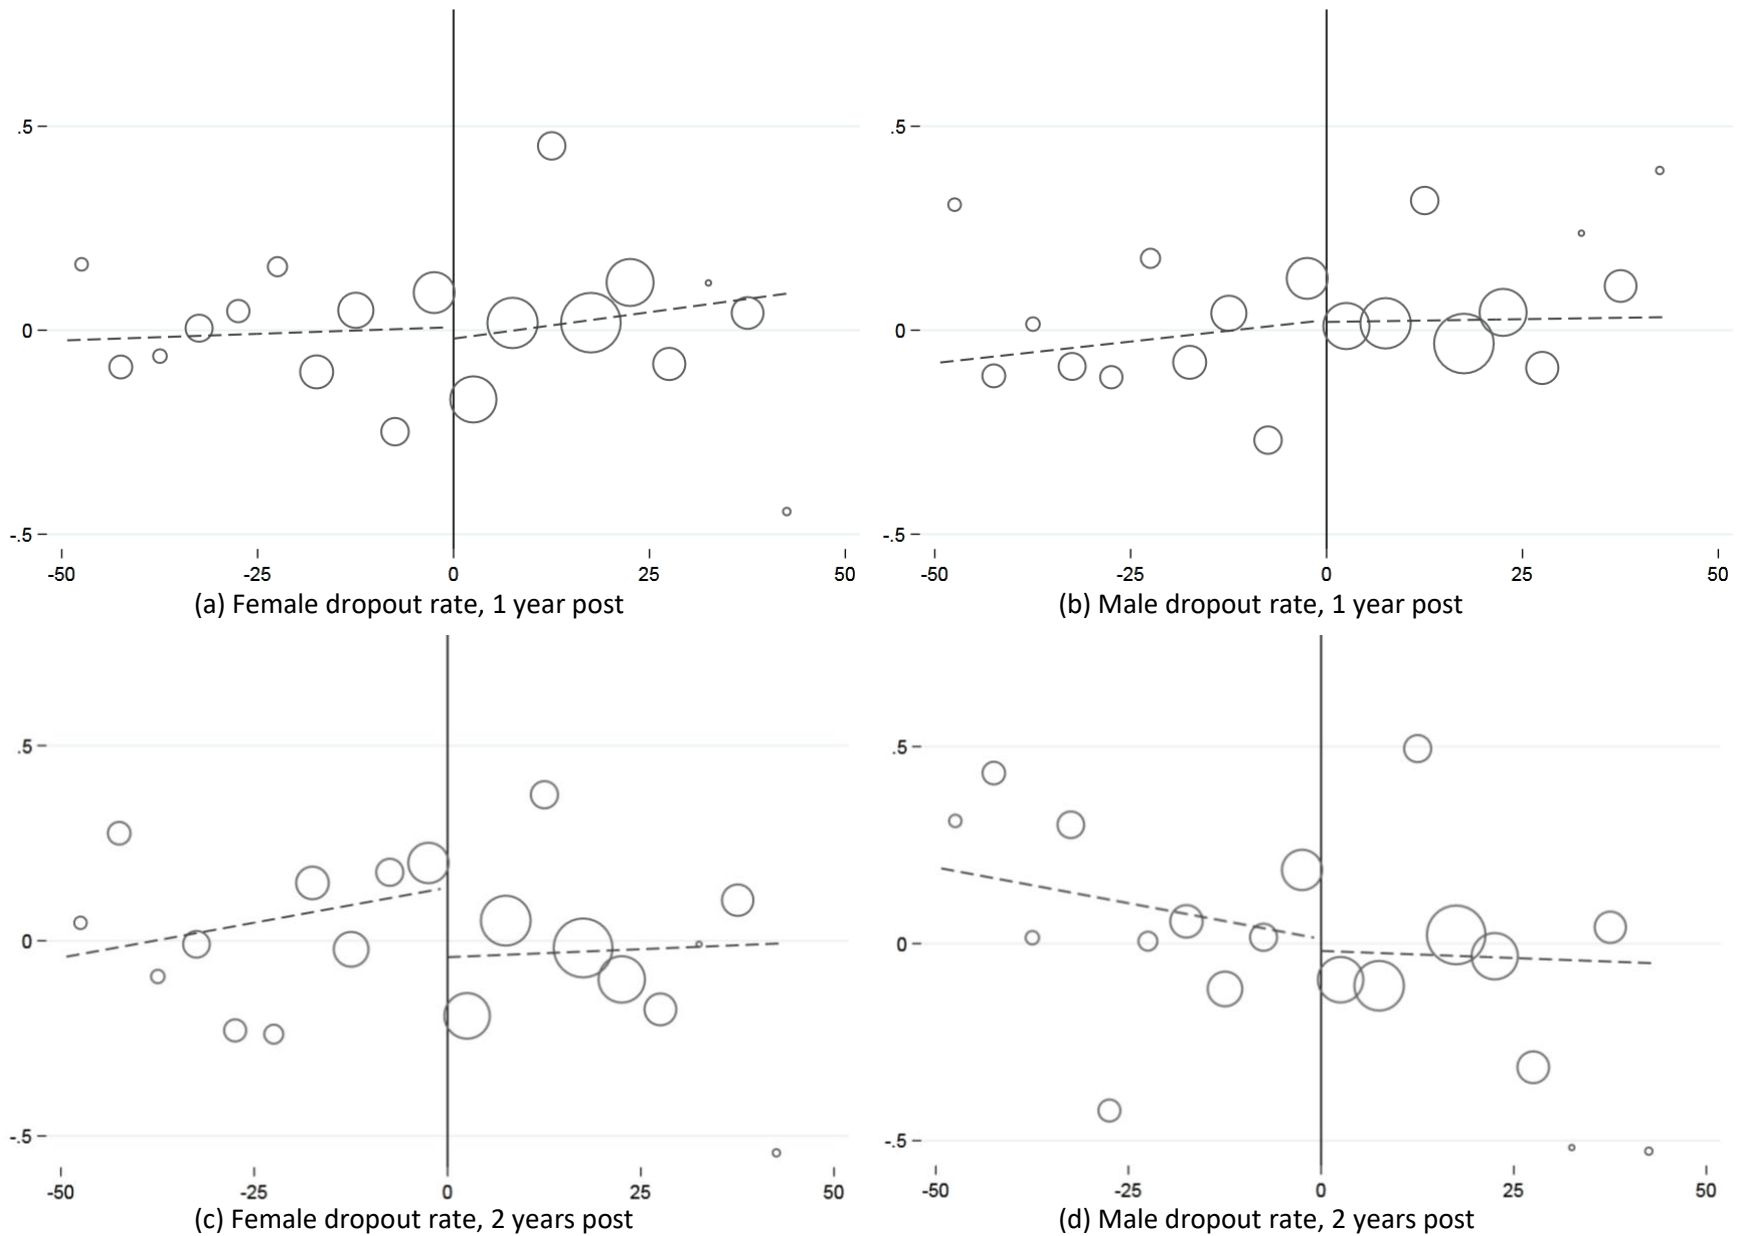 .5 .5
0 0
-.5 -.5
-50 -25 0 25 50 -50 -25 0 25 50
(a) Female dropout rate, 1 year post (b) Male dropout rate, 1 year post
.5 .5
0 0
-.5 -.5
-50 -25 0 25 50 -50 -25 0 25 50
(c) Female dropout rate, 2 years post (d) Male dropout rate, 2 years post